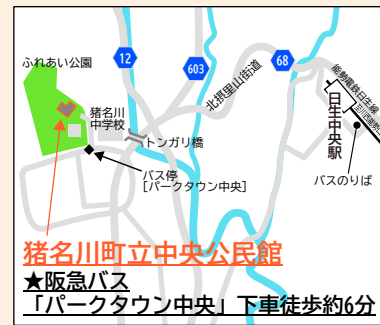 ふれあい公園
12
603
68
北摂里山街道
能勢電鉄日生線
日生中央駅
猪名川
中学校
トンガリ橋
バス停
[パークタウン中央]
バスのりば
猪名川町立中央公民館
★阪急バス
「パークタウン中央」下車徒歩約6分